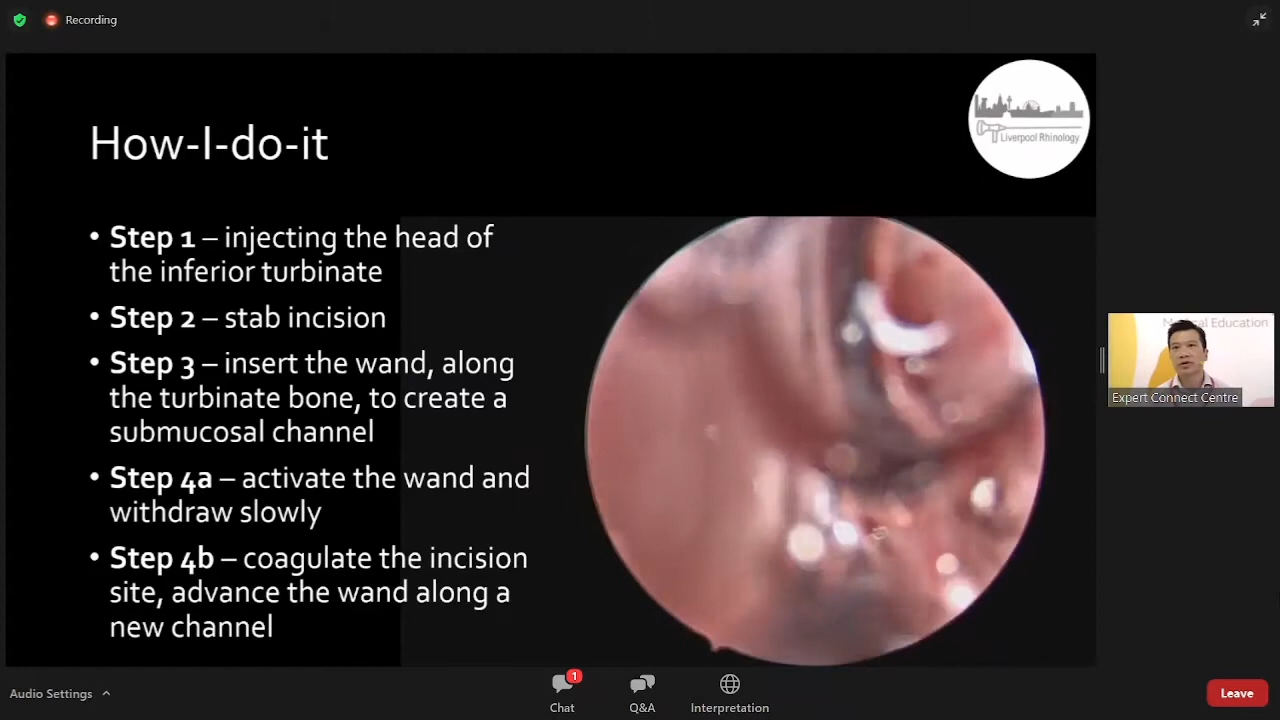 Recording
How-I-do-it
Liverpool Rhinology
• Step 1 – injecting the head of
the inferior turbinate
• Step 2 – stab incision
• Step 3 – insert the wand, along
the turbinate bone, to create a
submucosal channel
• Step 4a – activate the wand and
withdraw slowly
• Step 4b – coagulate the incision
site, advance the wand along a
new channel
Education
Expert Connect Centre
Audio Settings
1
Chat
Q&A
Interpretation
Leave